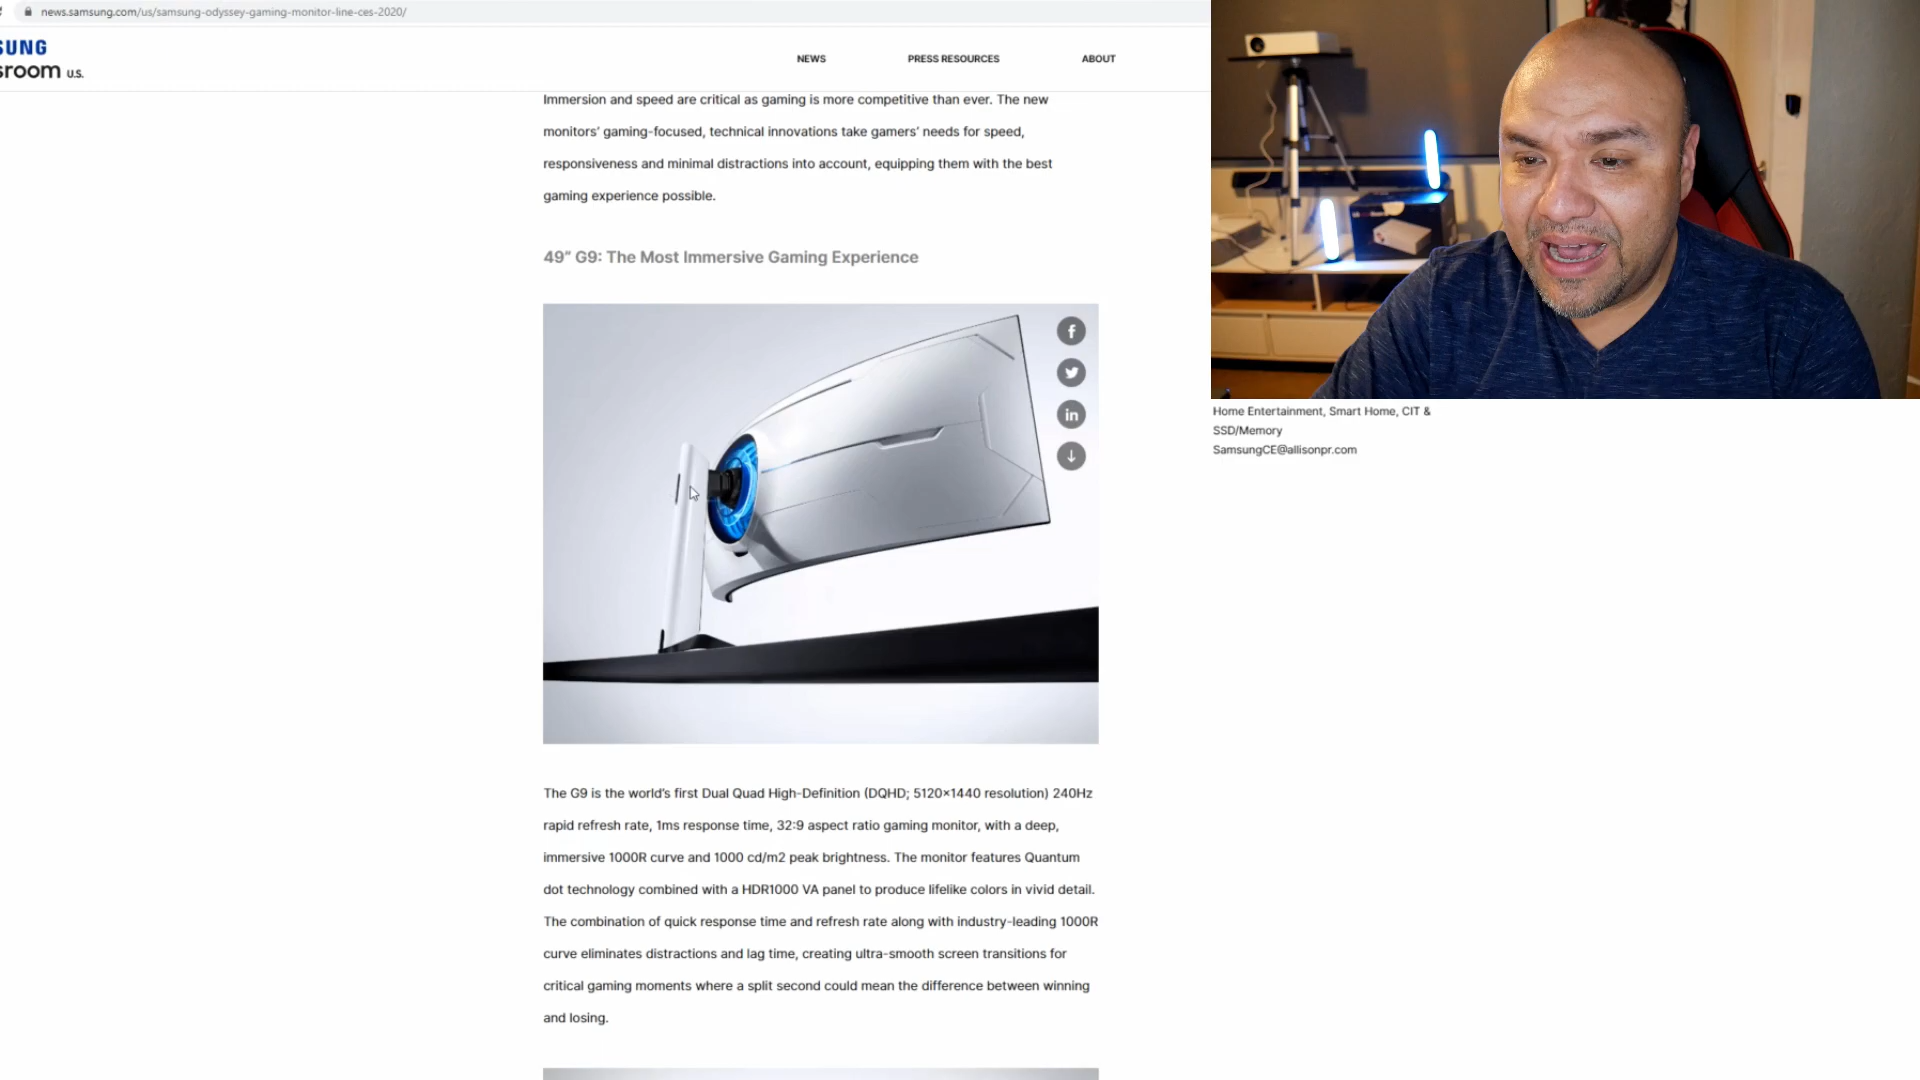 news.samsung.com/us/samsung-odyssey-gaming-monitor-line-ces-2020/
SUNG
sroom U.S.
NEWS
PRESS RESOURCES
ABOUT
Immersion and speed are critical as gaming is more competitive than ever. The new
monitors' gaming-focused, technical innovations take gamers' needs for speed,
responsiveness and minimal distractions into account, equipping them with the best
gaming experience possible.
49" G9: The Most Immersive Gaming Experience
f
in
Home Entertainment, Smart Home, CIT &
SSD/Memory
SamsungCE@allisonpr.com
The G9 is the world's first Dual Quad High-Definition (DQHD; 5120×1440 resolution) 240Hz
rapid refresh rate, 1ms response time, 32:9 aspect ratio gaming monitor, with a deep,
immersive 1000R curve and 1000 cd/m2 peak brightness. The monitor features Quantum
dot technology combined with a HDR1000 VA panel to produce lifelike colors in vivid detail.
The combination of quick response time and refresh rate along with industry-leading 1000R
curve eliminates distractions and lag time, creating ultra-smooth screen transitions for
critical gaming moments where a split second could mean the difference between winning
and losing.